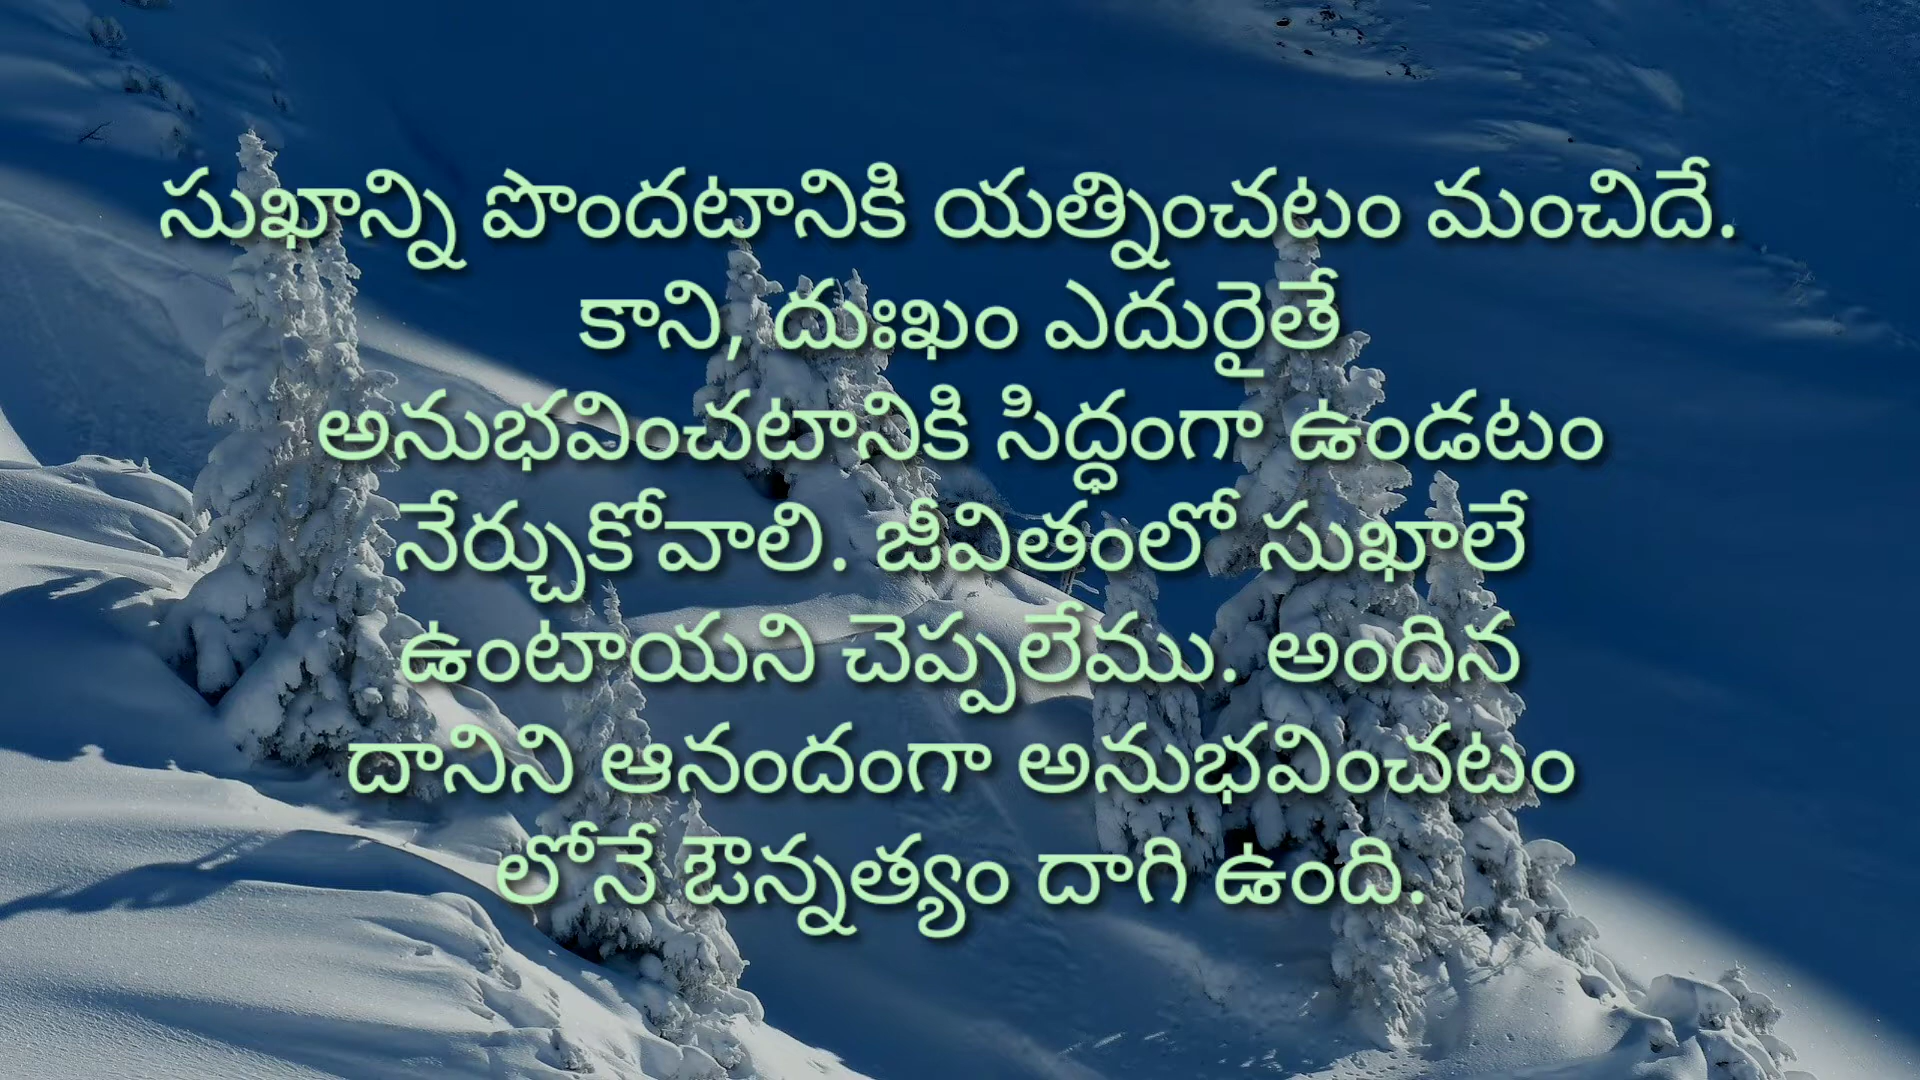 సుఖాన్ని పొందటానికి యత్నించటం మంచిదే.
కాని, దుఃఖం ఎదురైతే
అనుభవించటానికి సిద్ధంగా ఉండటం
నేర్చుకోవాలి. జీవితంలో సుఖాలే
ఉంటాయని చెప్పలేము. అందిన
దానిని ఆనందంగా అనుభవించటం
లోనే ఔన్నత్యం దాగి ఉంది.